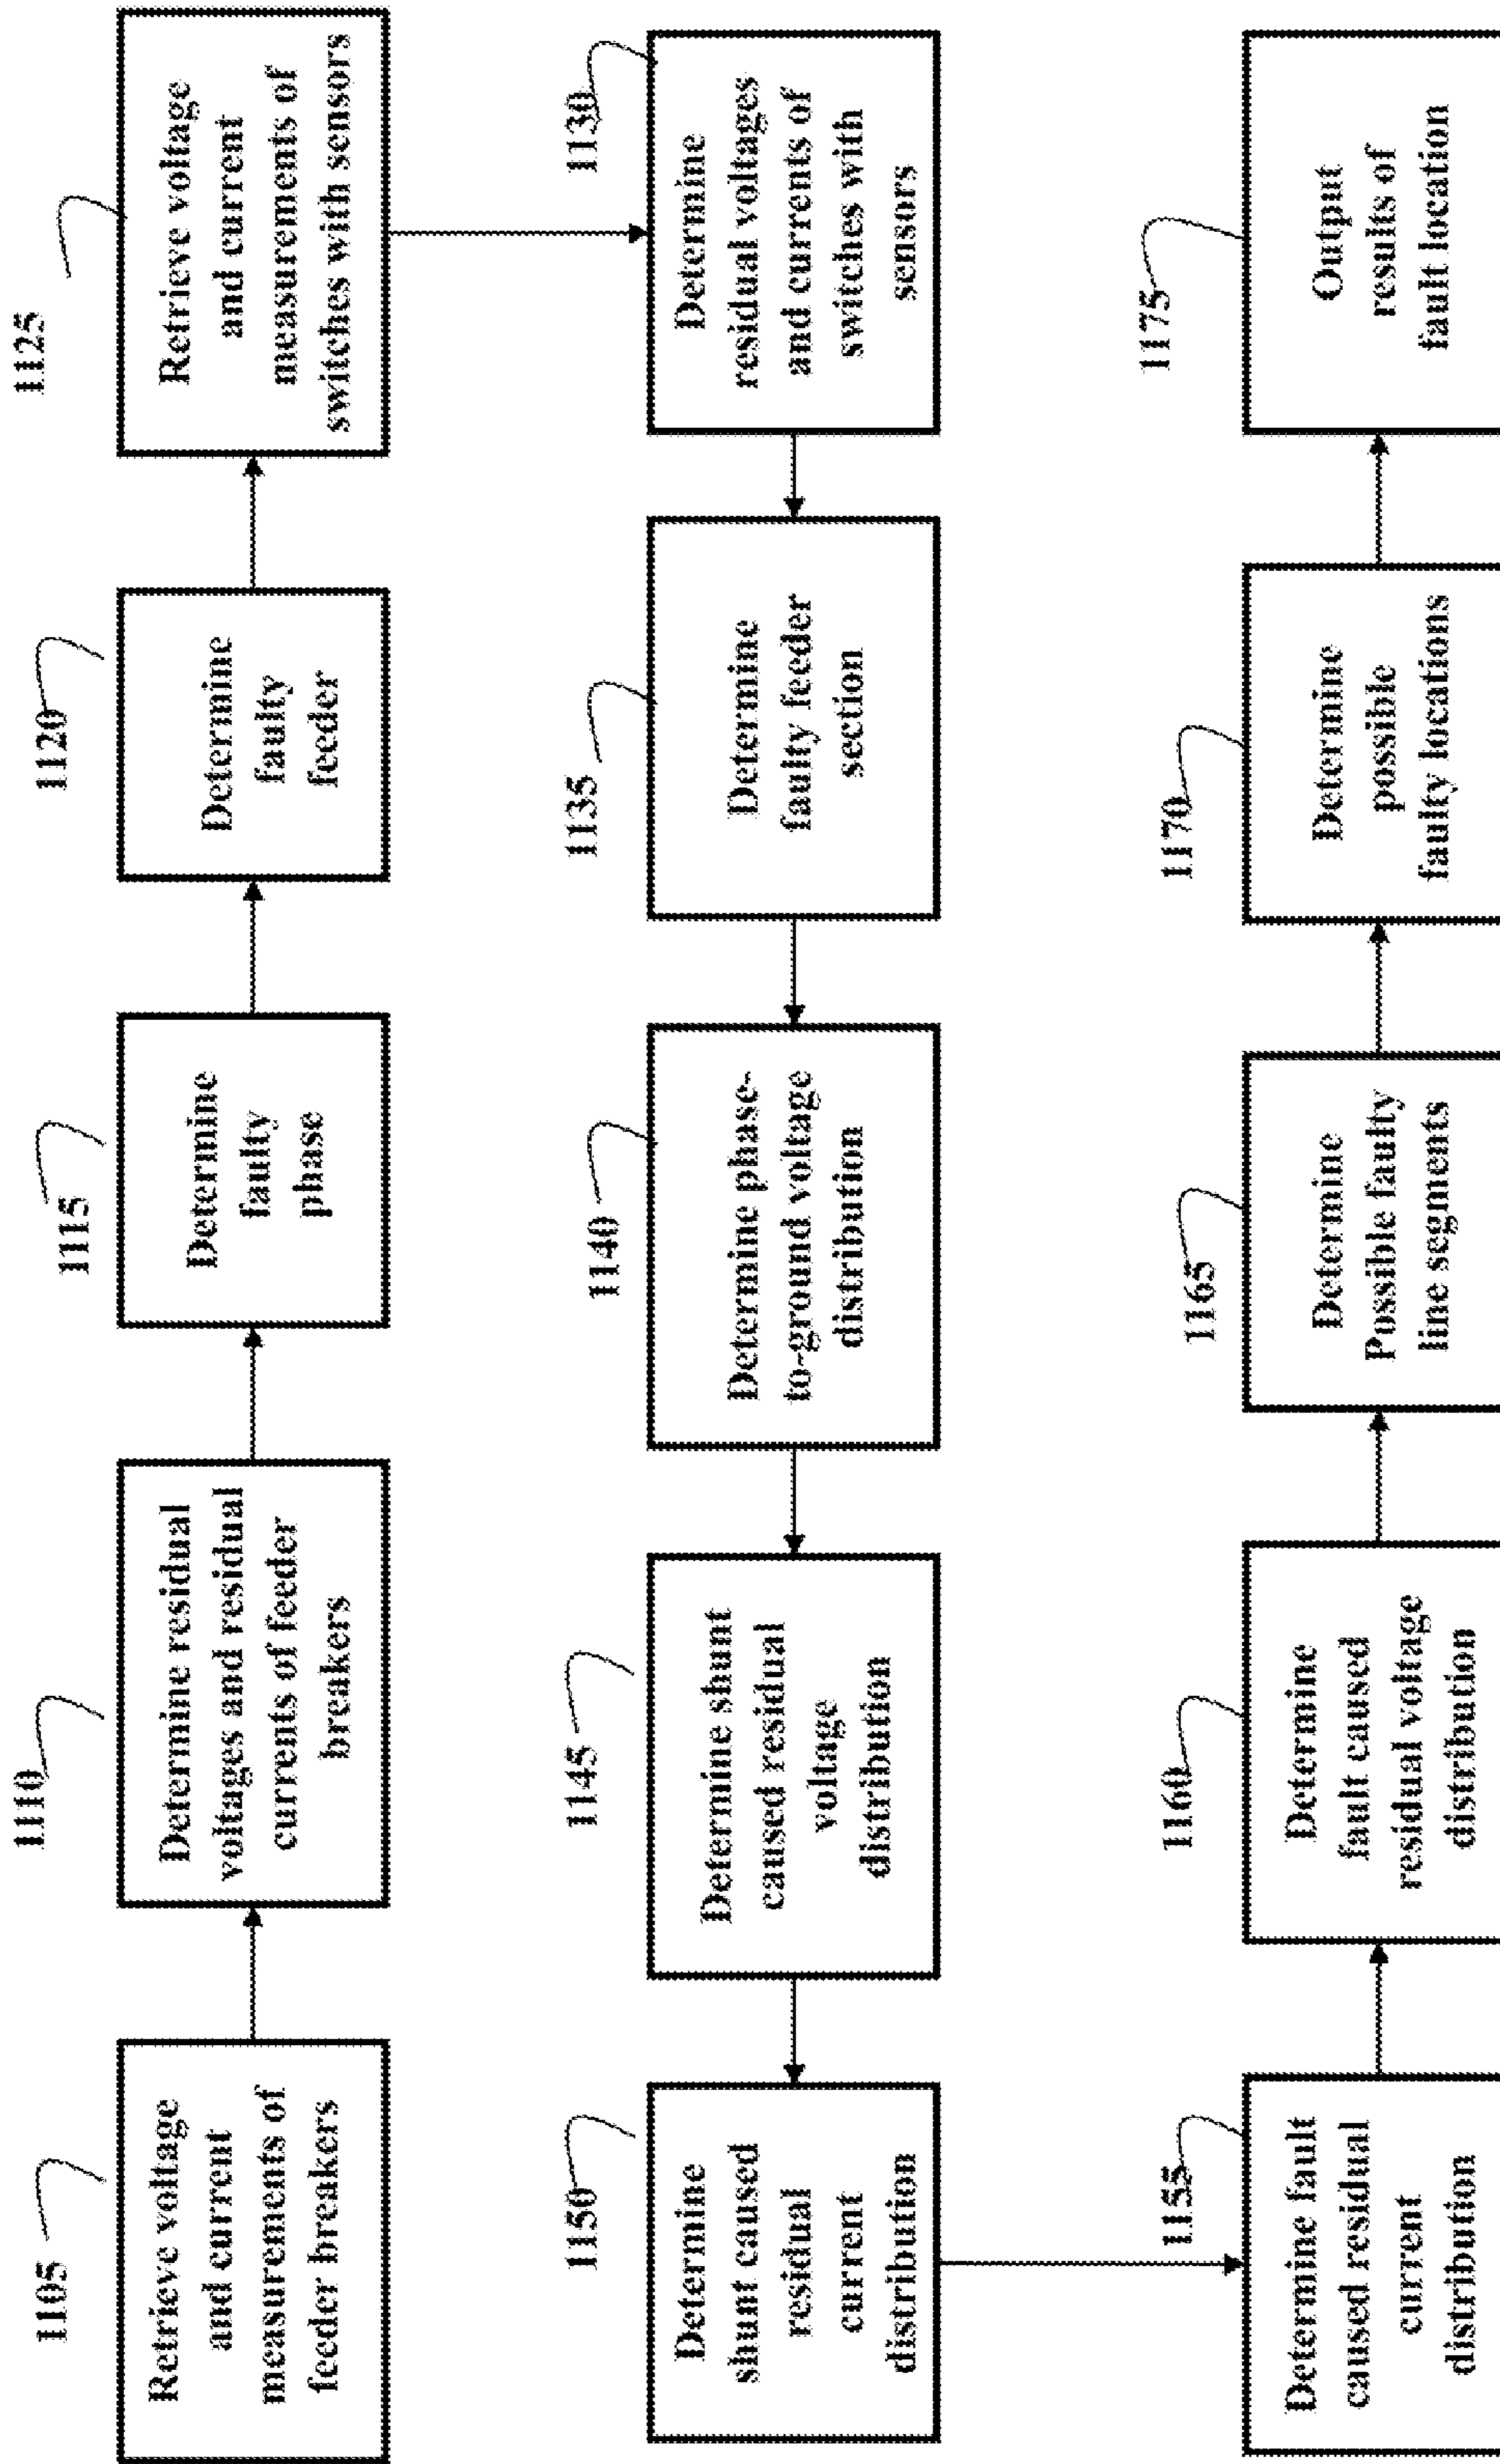 1105
Retrieve voltage
and current
measurements of
feeder breakers
1110
Determine residual
voltages and residual
currents of feeder
breakers
1115
Determine
faulty
phase
1120
Determine
faulty
feeder
1125
Retrieve voltage
and current
measurements of
switches with sensors
1130
Determine
residual voltages
and currents of
switches with
sensors
1135
Determine
faulty feeder
section
1140
Determine phase-
to-ground voltage
distribution
1145
Determine shunt
caused residual
voltage
distribution
1150
Determine
shunt caused
residual
current
distribution
1155
Determine fault
caused residual
current
distribution
1160
Determine
fault caused
residual voltage
distribution
1165
Determine
Possible faulty
line segments
1170
Determine
possible
faulty locations
1175
Output
results of
fault location